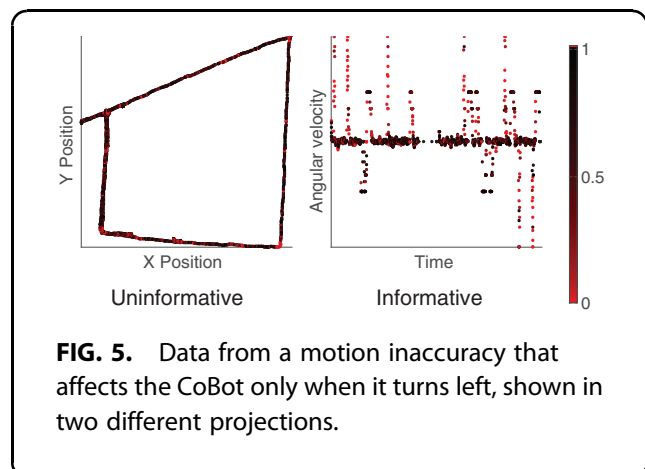 Y Position
X Position
Uninformative
Angular velocity
Time
Informative
1
0.5
0
FIG. 5. Data from a motion inaccuracy that
affects the CoBot only when it turns left, shown in
two different projections.